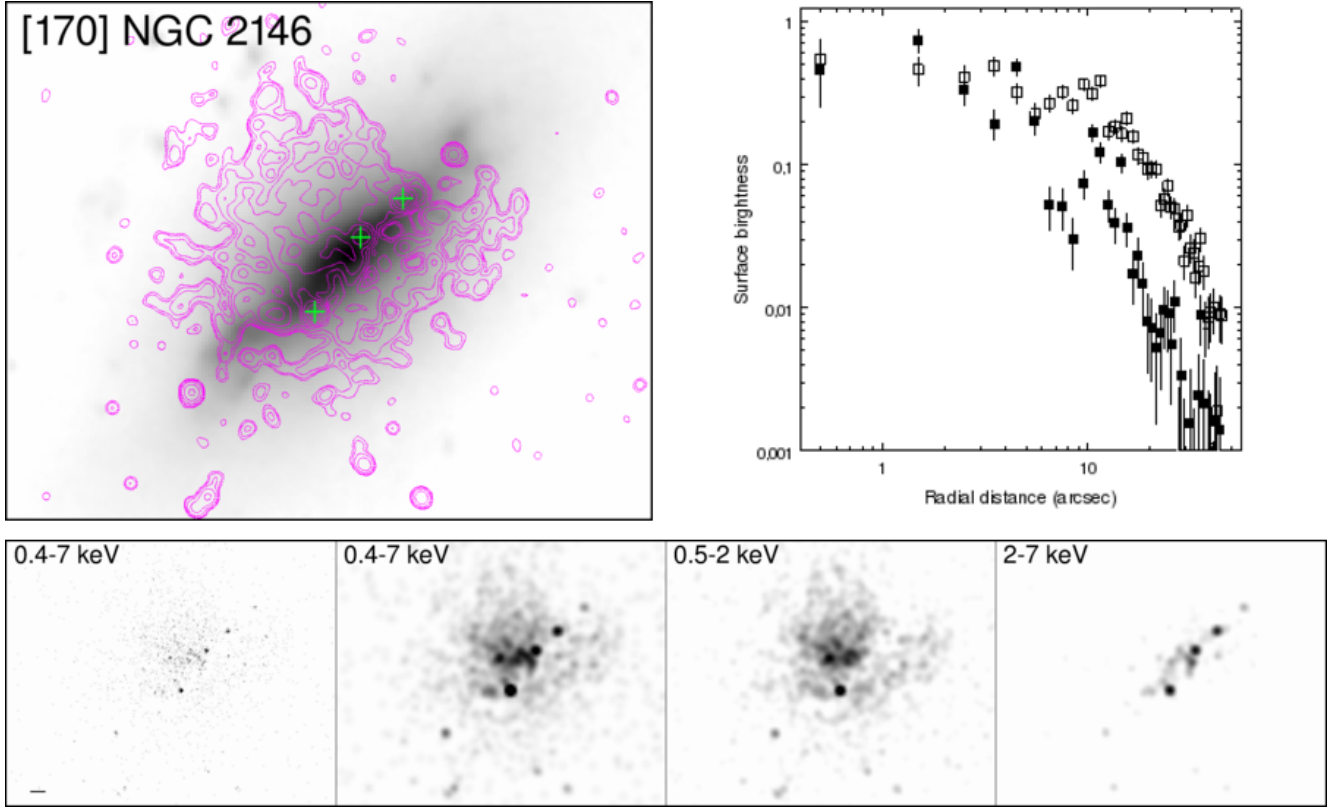 [170] NGC 2146
1
0,1
0,01
0,001
Surface birghtness
1
10
Radial distance (arcsec)
0.4-7 keV
0.4-7 keV
0.5-2 keV
2-7 keV